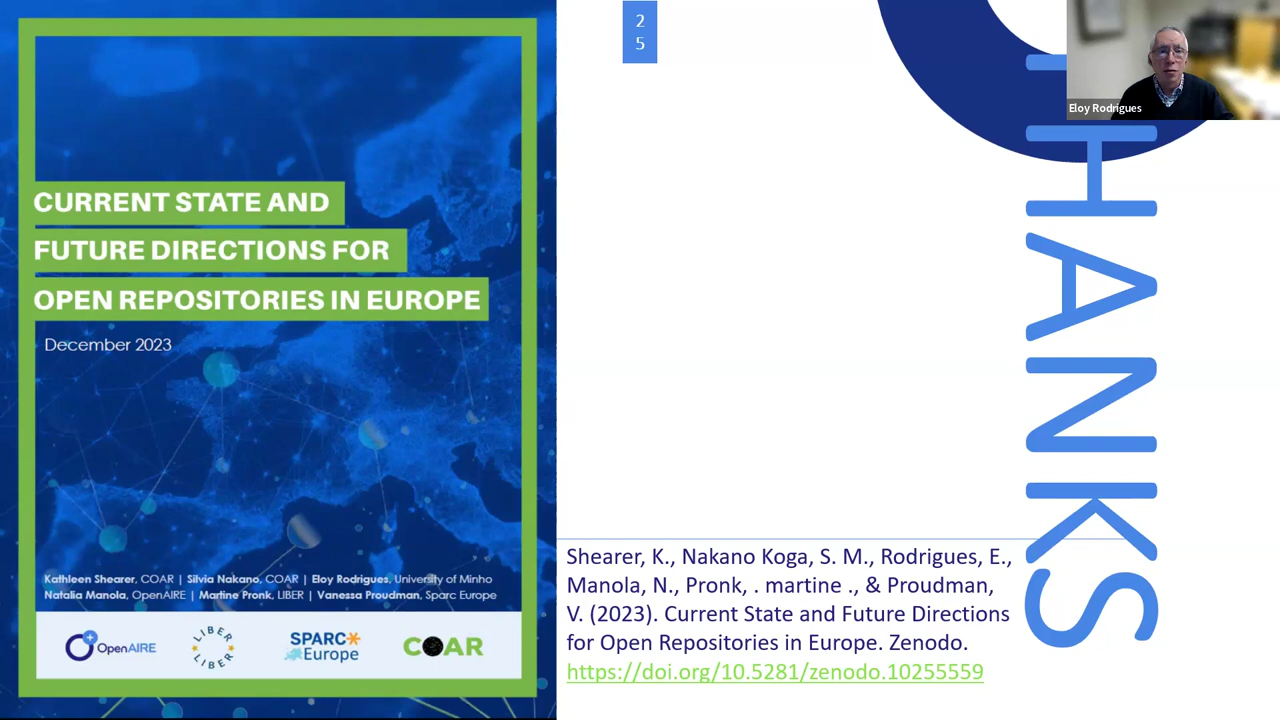 CURRENT STATE AND
FUTURE DIRECTIONS FOR
OPEN REPOSITORIES IN EUROPE
December 2023
Kathleen Shearer, COAR | Silvia Nakano, COAR | Eloy Rodrigues, University of Minho
Natalia Manola, OpenAIRE | Martine Pronk, LIBER | Vanessa Proudman, Sparc Europe
OpenAIRE
LIBER
LIBER
SPARC
Europe
COAR
2
5
Eloy Rodrigues
THANKS
Shearer, K., Nakano Koga, S. M., Rodrigues, E.,
Manola, N., Pronk, . martine ., & Proudman,
V. (2023). Current State and Future Directions
for Open Repositories in Europe. Zenodo.
https://doi.org/10.5281/zenodo.10255559